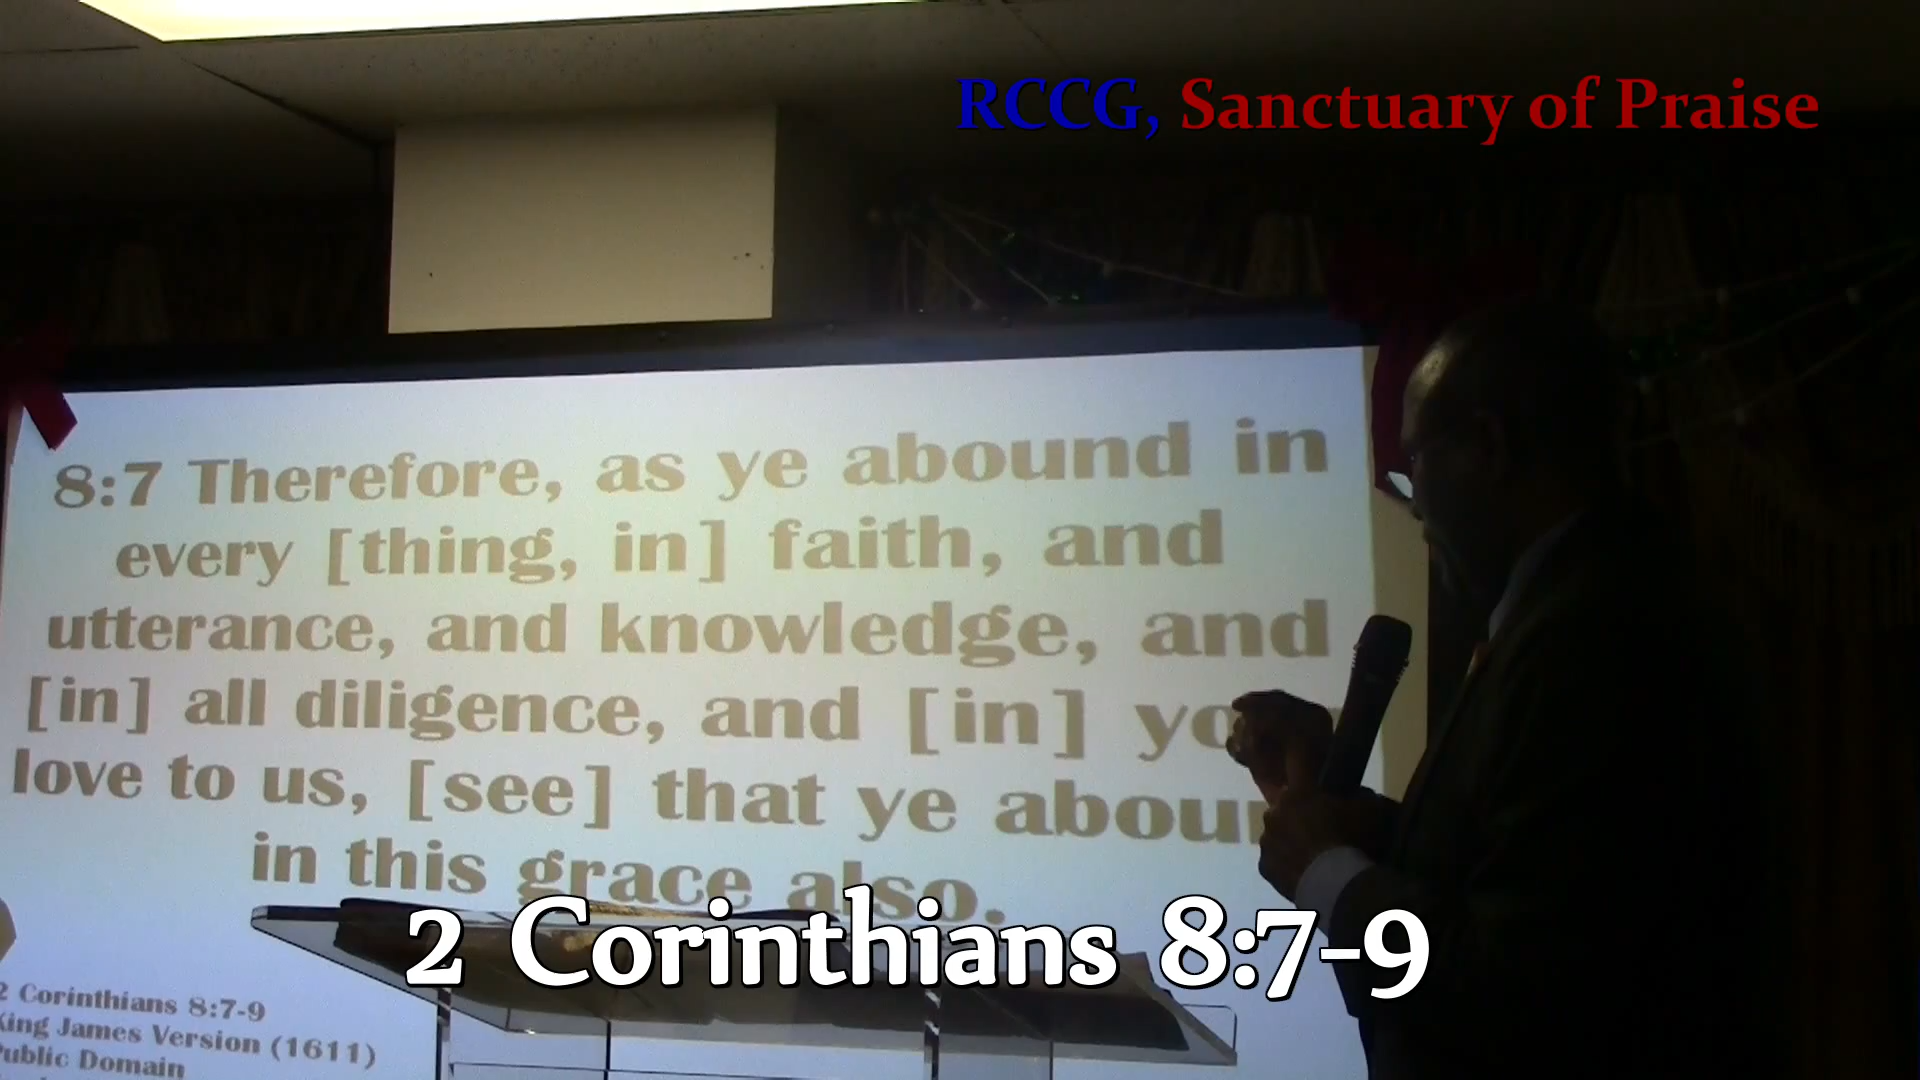 RCCG, Sanctuary of Praise
8:7 Therefore, as ye abound in
every [thing, in] faith, and
utterance, and knowledge, and
[in] all diligence, and [in]
love to us, [see] that ye
in this grace also.
2 Corinthians 8:7-9
2 Corinthians 8:7-9
King James Version (1611)
Public Domain